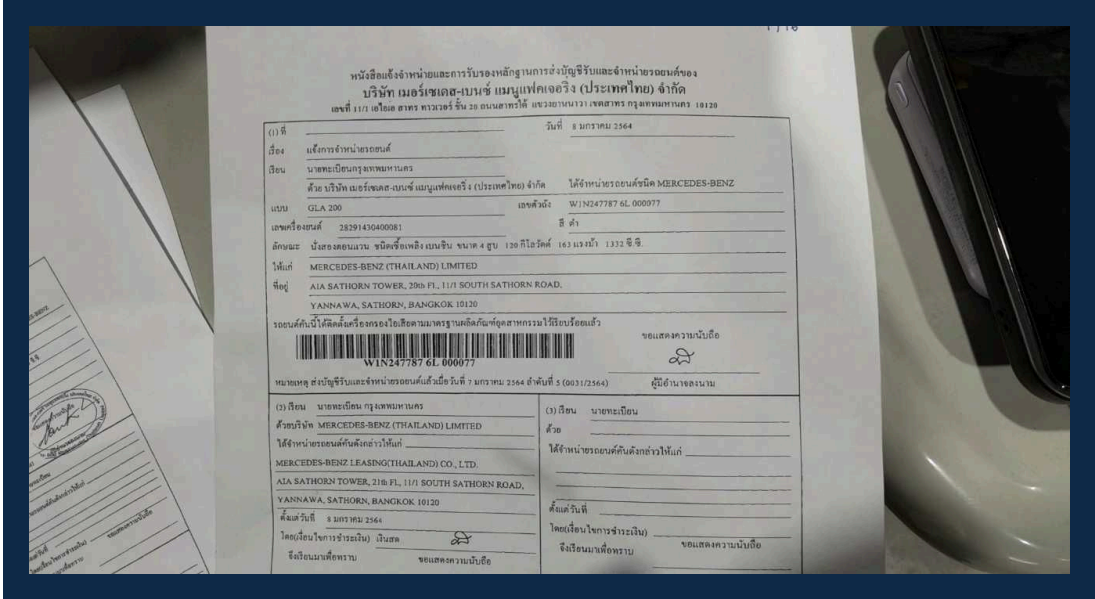 หนังสือแจ้งจำหน่ายและการรับรองหลักฐานการส่งบัญชีรับและจำหน่ายรถยนต์ของ
บริษัท เมอร์เซเดส-เบนซ์ แมนูแฟคเจอริ่ง (ประเทศไทย) จำกัด
เลขที่ 11/1 เอไอเอ สาทร ทาวเวอร์ ชั้น 20 ถนนสาทรใต้ แขวงยานนาวา เขตสาทร กรุงเทพมหานคร 10120
(1) ที่ วันที่ 8 มกราคม 2564
เรื่อง แจ้งการจำหน่ายรถยนต์
เรียน นายทะเบียนกรุงเทพมหานคร
ด้วย บริษัท เมอร์เซเดส-เบนซ์ แมนูแฟคเจอริ่ง (ประเทศไทย) จำกัด ได้จำหน่ายรถยนต์ชนิด MERCEDES-BENZ
แบบ GLA 200 เลขตัวถัง W1N247787 6L 000077
เลขเครื่องยนต์ 28291430400081 สี ดำ
ลักษณะ นั่งสองตอนแวน ชนิดเชื้อเพลิง เบนซิน ขนาด 4 สูบ 120 กิโลวัตต์ 163 แรงม้า 1332 ซี.ซี.
ให้แก่ MERCEDES-BENZ (THAILAND) LIMITED
ที่อยู่ AIA SATHORN TOWER, 20th FL., 11/1 SOUTH SATHORN ROAD,
YANNAWA, SATHORN, BANGKOK 10120
รถยนต์คันนี้ได้ติดตั้งเครื่องกรองไอเสียตามมาตรฐานผลิตภัณฑ์อุตสาหกรรมไว้เรียบร้อยแล้ว
ขอแสดงความนับถือ
W1N247787 6L 000077
หมายเหตุ ส่งบัญชีรับและจำหน่ายรถยนต์แล้วเมื่อวันที่ 7 มกราคม 2564 ลำดับที่ 5 (0031/2564) ผู้มีอำนาจลงนาม
(2) เรียน นายทะเบียน กรุงเทพมหานคร
ด้วยบริษัท MERCEDES-BENZ (THAILAND) LIMITED
ได้จำหน่ายรถยนต์คันดังกล่าวให้แก่
MERCEDES-BENZ LEASING(THAILAND) CO., LTD.
AIA SATHORN TOWER, 21th FL., 11/1 SOUTH SATHORN ROAD,
YANNAWA, SATHORN, BANGKOK 10120
ตั้งแต่วันที่ 8 มกราคม 2564
โดย(เงื่อนไขการชำระเงิน) เงินสด
จึงเรียนมาเพื่อทราบ ขอแสดงความนับถือ
(3) เรียน นายทะเบียน
ด้วย
ได้จำหน่ายรถยนต์คันดังกล่าวให้แก่
ตั้งแต่วันที่
โดย(เงื่อนไขการชำระเงิน)
จึงเรียนมาเพื่อทราบ ขอแสดงความนับถือ